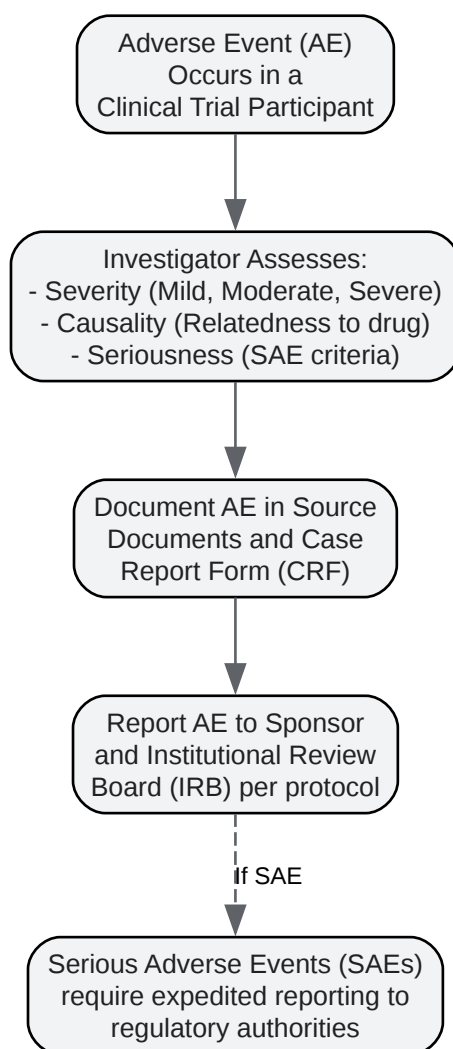 Adverse Event (AE)
Occurs in a
Clinical Trial Participant
Investigator Assesses:
- Severity (Mild, Moderate, Severe)
- Causality (Relatedness to drug)
- Seriousness (SAE criteria)
Document AE in Source
Documents and Case
Report Form (CRF)
Report AE to Sponsor
and Institutional Review
Board (IRB) per protocol
If SAE
Serious Adverse Events (SAEs)
require expedited reporting to
regulatory authorities